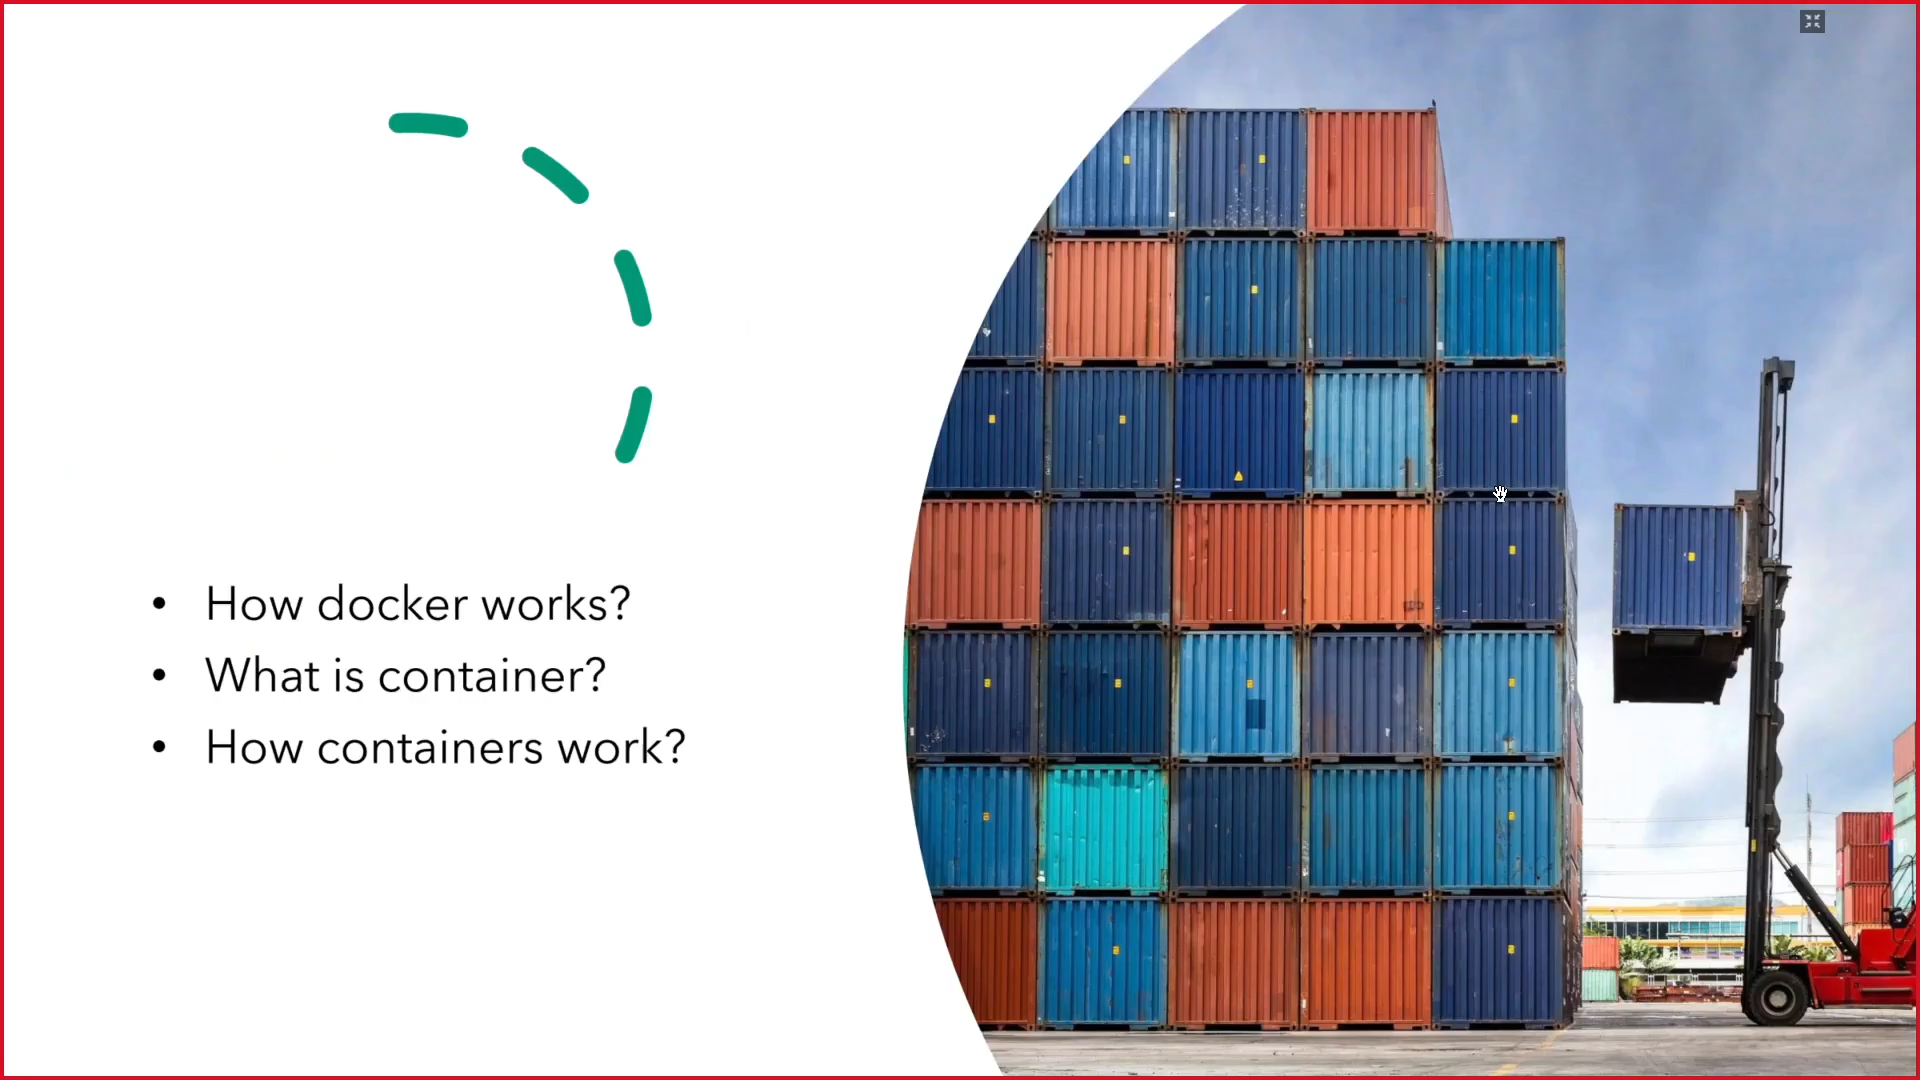 • How docker works?
• What is container?
• How containers work?